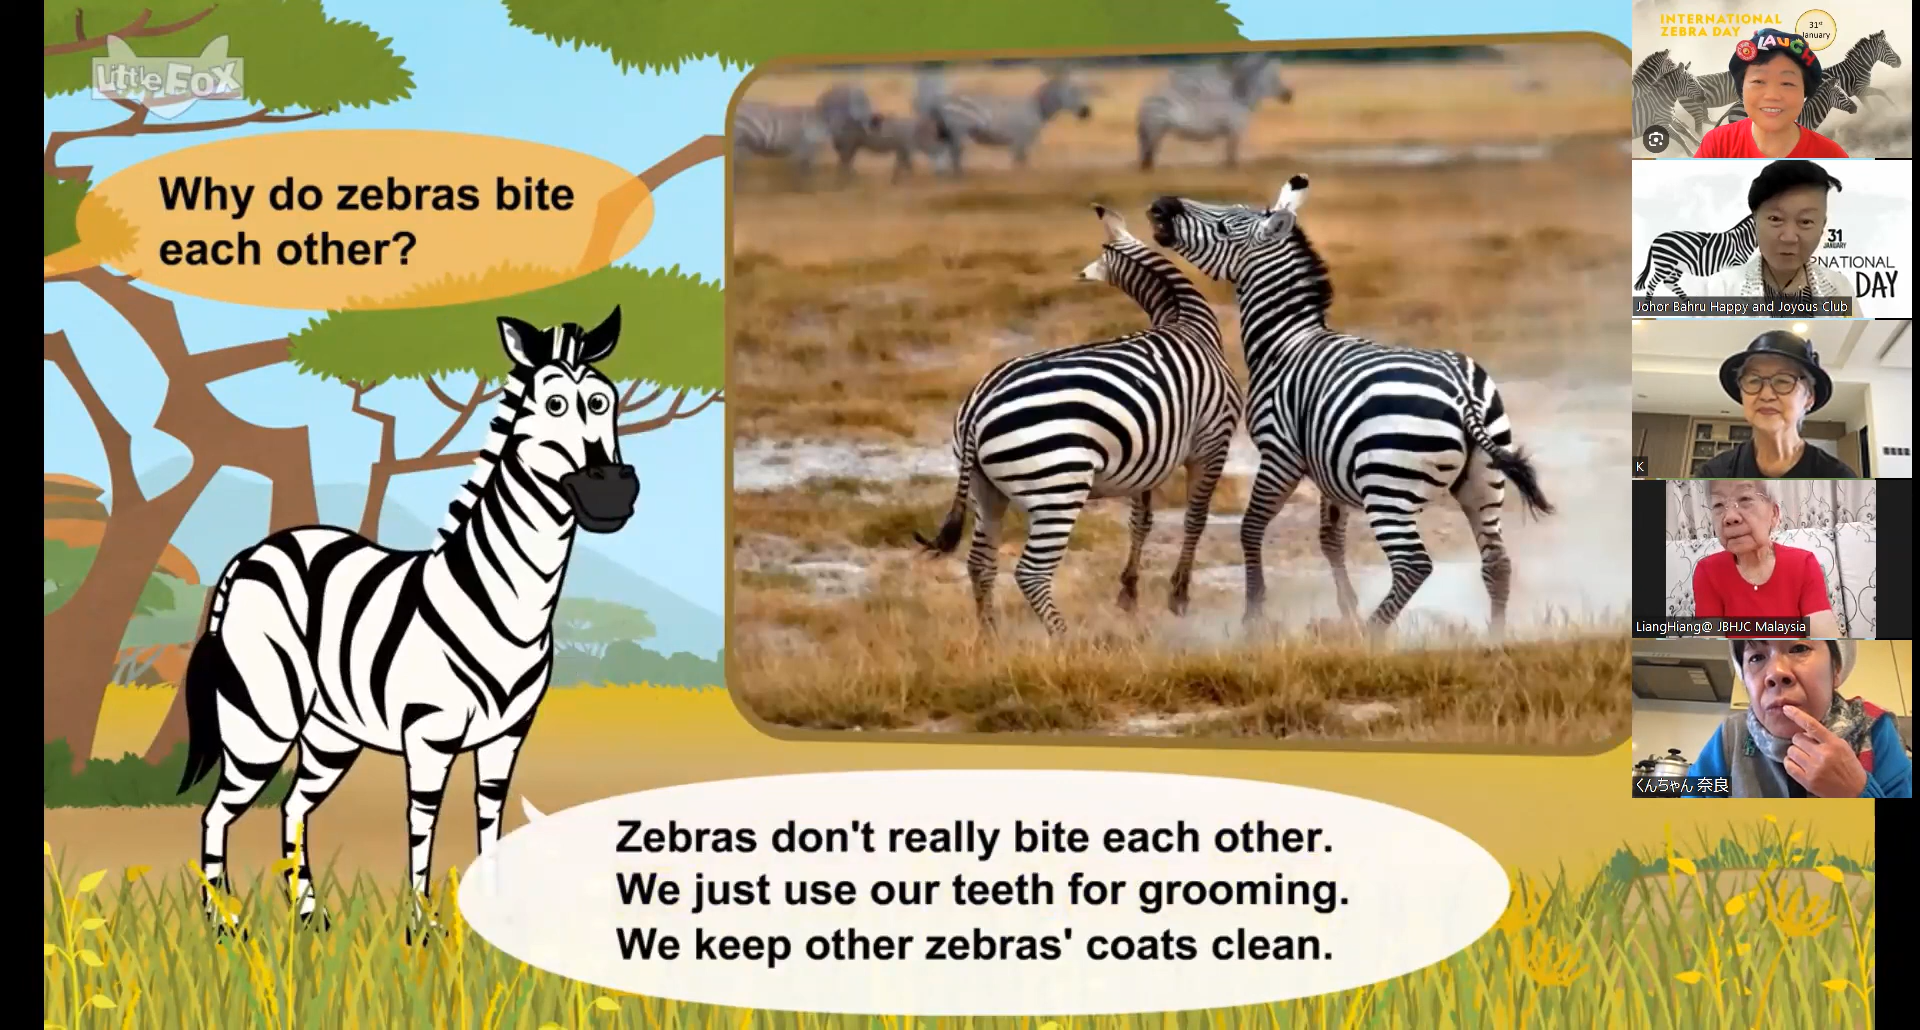 Little Fox
Why do zebras bite
each other?
Zebras don't really bite each other.
We just use our teeth for grooming.
We keep other zebras' coats clean.
INTERNATIONAL
ZEBRA DAY
31st
January
LAUGH
31
JANUARY
RNATIONAL
DAY
Johor Bahru Happy and Joyous Club
K
LiangHiang@ JBHJC Malaysia
くんちゃん 奈良